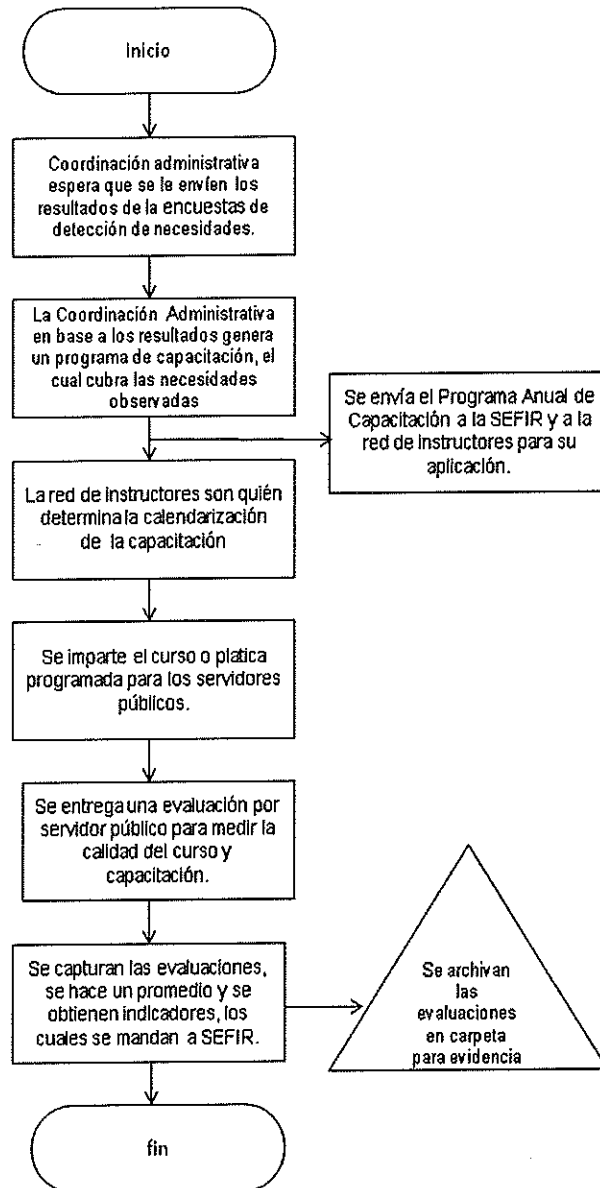 Inicio
Coordinación administrativa
espera que se le envíen los
resultados de la encuestas de
detección de necesidades.
La Coordinación Administrativa
en base a los resultados genera
un programa de capacitación, el
cual cubra las necesidades
observadas
Se envía el Programa Anual de
Capacitación a la SEFIR y a la
red de Instructores para su
aplicación.
La red de Instructores son quién
determina la calendarización
de la capacitación
Se imparte el curso o platica
programada para los servidores
públicos.
Se entrega una evaluación por
servidor público para medir la
calidad del curso y
capacitación.
Se capturan las evaluaciones,
se hace un promedio y se
obtienen indicadores, los
cuales se mandan a SEFIR.
Se archivan
las
evaluaciones
en carpeta
para evidencia
fin